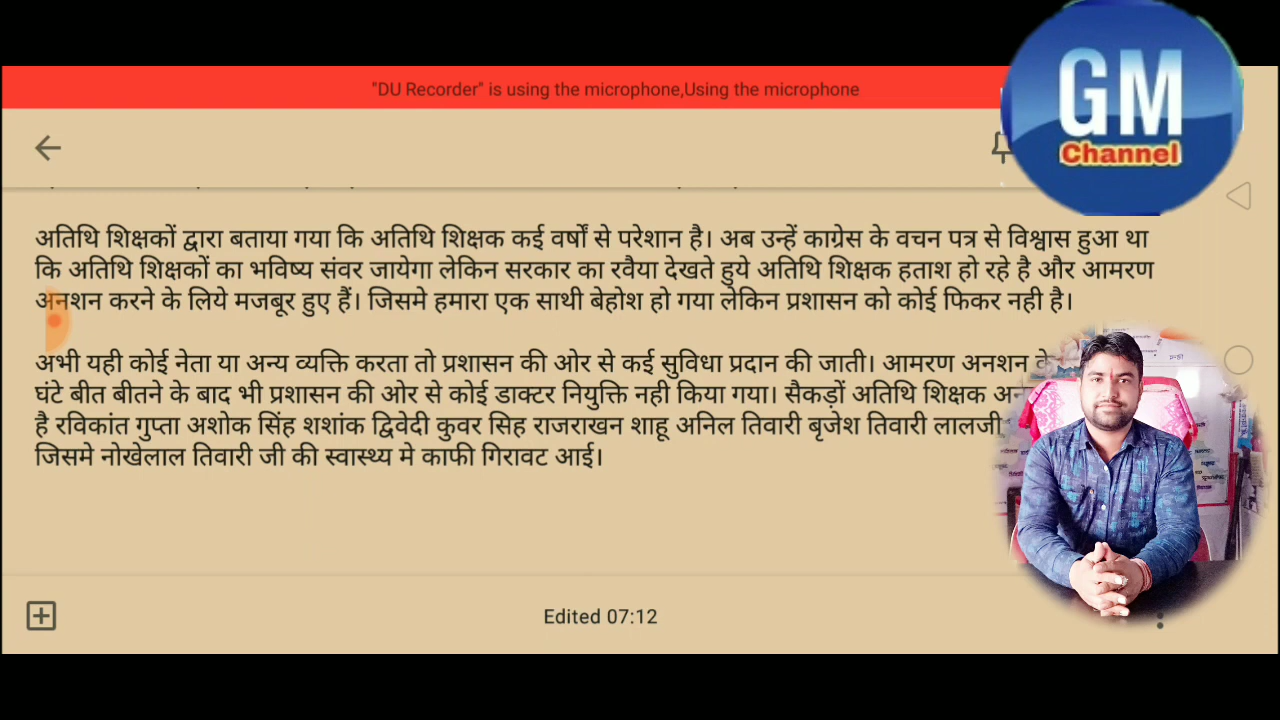 "DU Recorder" is using the microphone,Using the microphone
GM
Channel
अतिथि शिक्षकों द्वारा बताया गया कि अतिथि शिक्षक कई वर्षों से परेशान है। अब उन्हें काग्रेस के वचन पत्र से विश्वास हुआ था
कि अतिथि शिक्षकों का भविष्य संवर जायेगा लेकिन सरकार का रवैया देखते हुये अतिथि शिक्षक हताश हो रहे है और आमरण
अनशन करने के लिये मजबूर हुए हैं। जिसमे हमारा एक साथी बेहोश हो गया लेकिन प्रशासन को कोई फिकर नही है।
अभी यही कोई नेता या अन्य व्यक्ति करता तो प्रशासन की ओर से कई सुविधा प्रदान की जाती। आमरण अनशन के
घंटे बीत बीतने के बाद भी प्रशासन की ओर से कोई डाक्टर नियुक्ति नही किया गया। सैकड़ों अतिथि शिक्षक
है रविकांत गुप्ता अशोक सिंह शशांक द्विवेदी कुवर सिह राजराखन शाहू अनिल तिवारी बृजेश तिवारी लालजी
जिसमे नोखेलाल तिवारी जी की स्वास्थ्य मे काफी गिरावट आई।
Edited 07:12